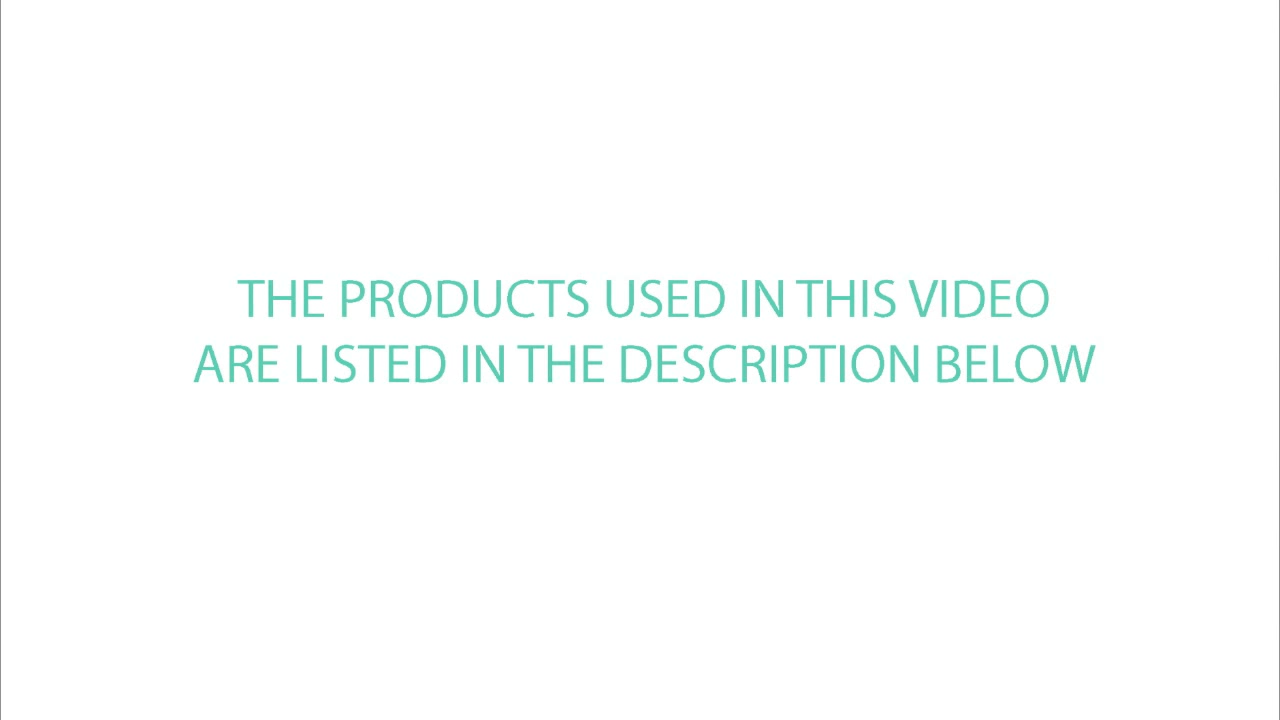 THE PRODUCTS USED IN THIS VIDEO
ARE LISTED IN THE DESCRIPTION BELOW